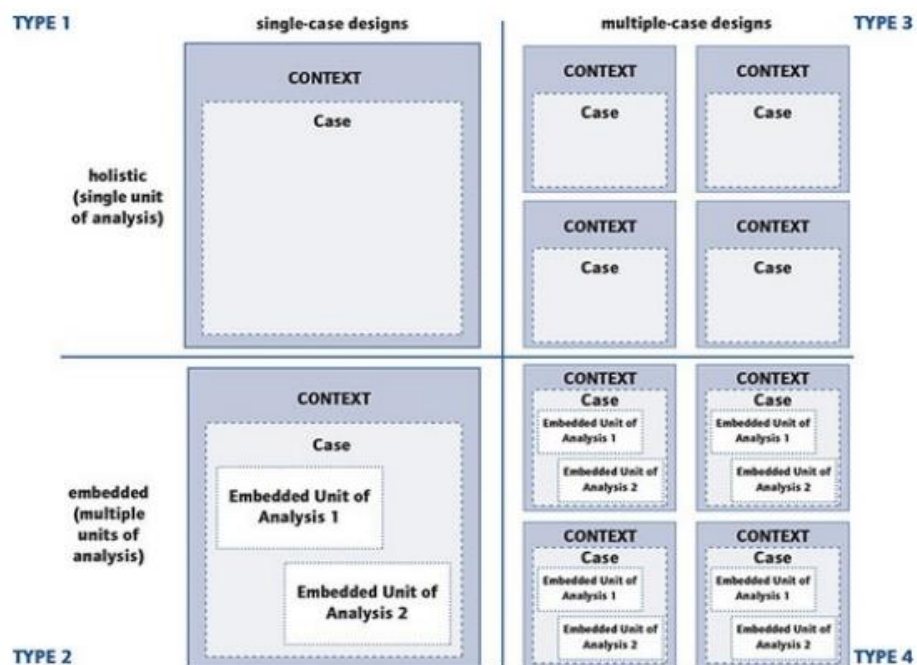 TYPE 1
single-case designs
multiple-case designs
TYPE 3
holistic
(single unit
of analysis)
CONTEXT
Case
CONTEXT
Case
CONTEXT
Case
CONTEXT
Case
CONTEXT
Case
embedded
(multiple
units of
analysis)
CONTEXT
Case
Embedded Unit of
Analysis 1
Embedded Unit of
Analysis 2
CONTEXT
Case
Embedded Unit of
Analysis 1
Embedded Unit of
Analysis 2
CONTEXT
Case
Embedded Unit of
Analysis 1
Embedded Unit of
Analysis 2
CONTEXT
Case
Embedded Unit of
Analysis 1
Embedded Unit of
Analysis 2
CONTEXT
Case
Embedded Unit of
Analysis 1
Embedded Unit of
Analysis 2
TYPE 2
TYPE 4